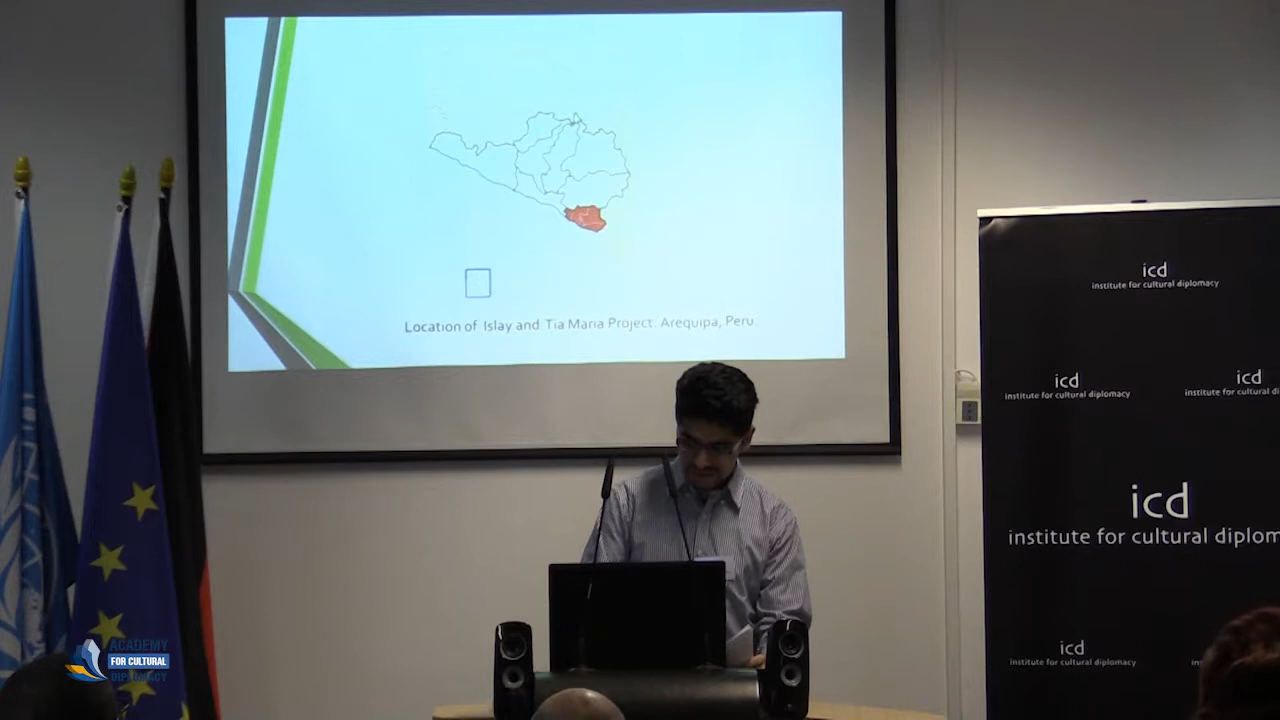 Location of Islay and Tia Maria Project. Arequipa, Peru.
icd
institute for cultural diplomacy
icd
institute for cultural diplomacy
icd
institute for cultural d
icd
institute for cultural diplom
icd
institute for cultural diplomacy
ACADEMY
FOR CULTURAL
DIPLOMACY